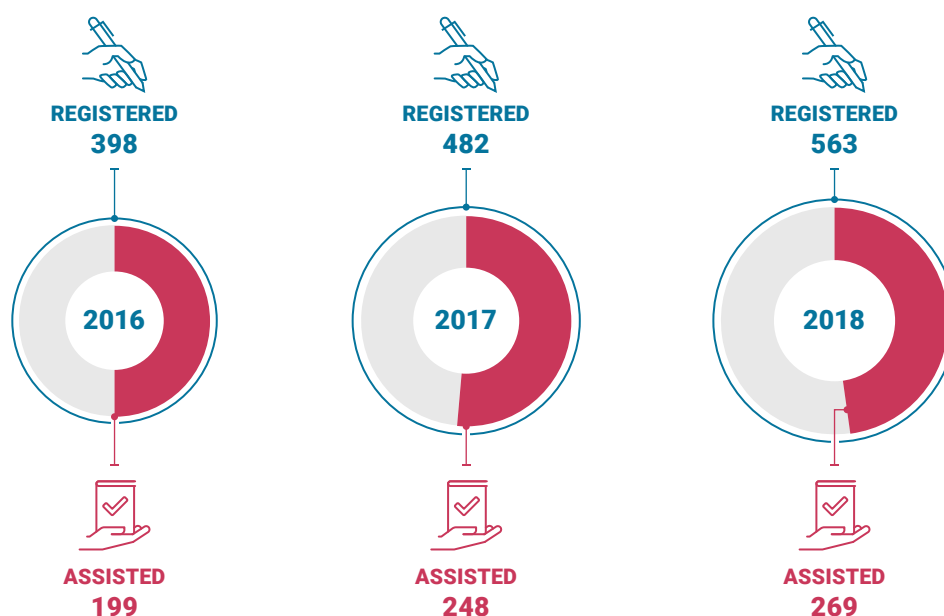 REGISTERED
398
2016
ASSISTED
199
REGISTERED
482
2017
ASSISTED
248
REGISTERED
563
2018
ASSISTED
269